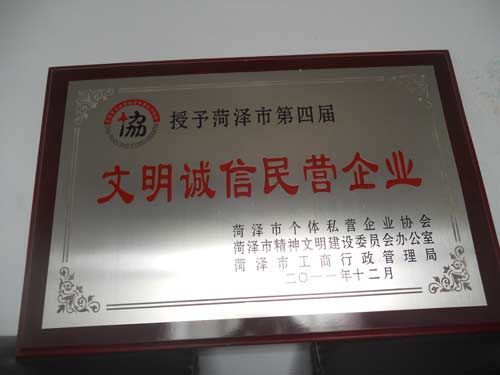 協
授予菏泽市第四届
文明诚信民营企业
菏泽市个体私营企业协会
菏泽市精神文明建设委员会办公室
菏泽市工商行政管理局
二〇一一年十二月